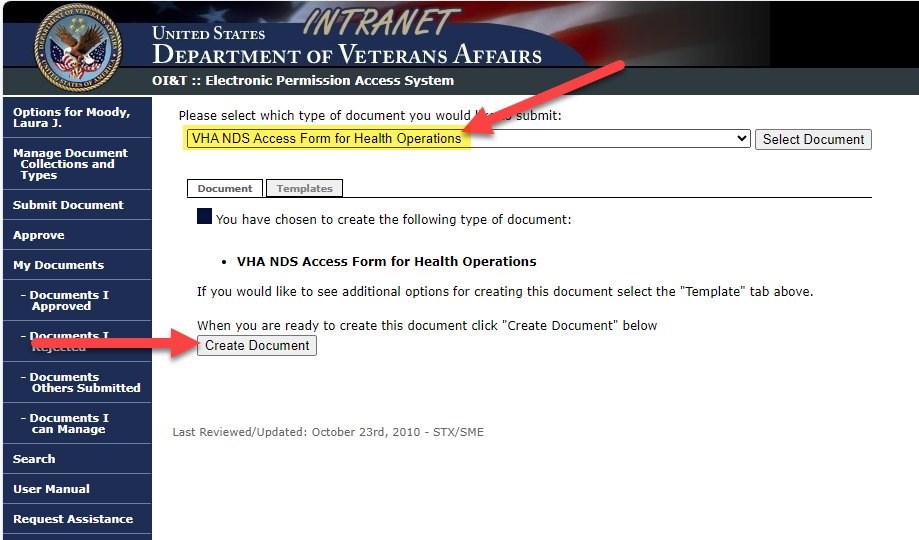 INTRANET
UNITED STATES
DEPARTMENT OF VETERANS AFFAIRS
OI&T :: Electronic Permission Access System
Options for Moody,
Laura J.
Manage Document
Collections and
Types
Submit Document
Approve
My Documents
- Documents I
Approved
- Documents I
Rejected
- Documents
Others Submitted
- Documents I
can Manage
Search
User Manual
Request Assistance
Please select which type of document you would like to submit:
VHA NDS Access Form for Health Operations
Select Document
Document
Templates
You have chosen to create the following type of document:
• VHA NDS Access Form for Health Operations
If you would like to see additional options for creating this document select the "Template" tab above.
When you are ready to create this document click "Create Document" below
Create Document
Last Reviewed/Updated: October 23rd, 2010 - STX/SME